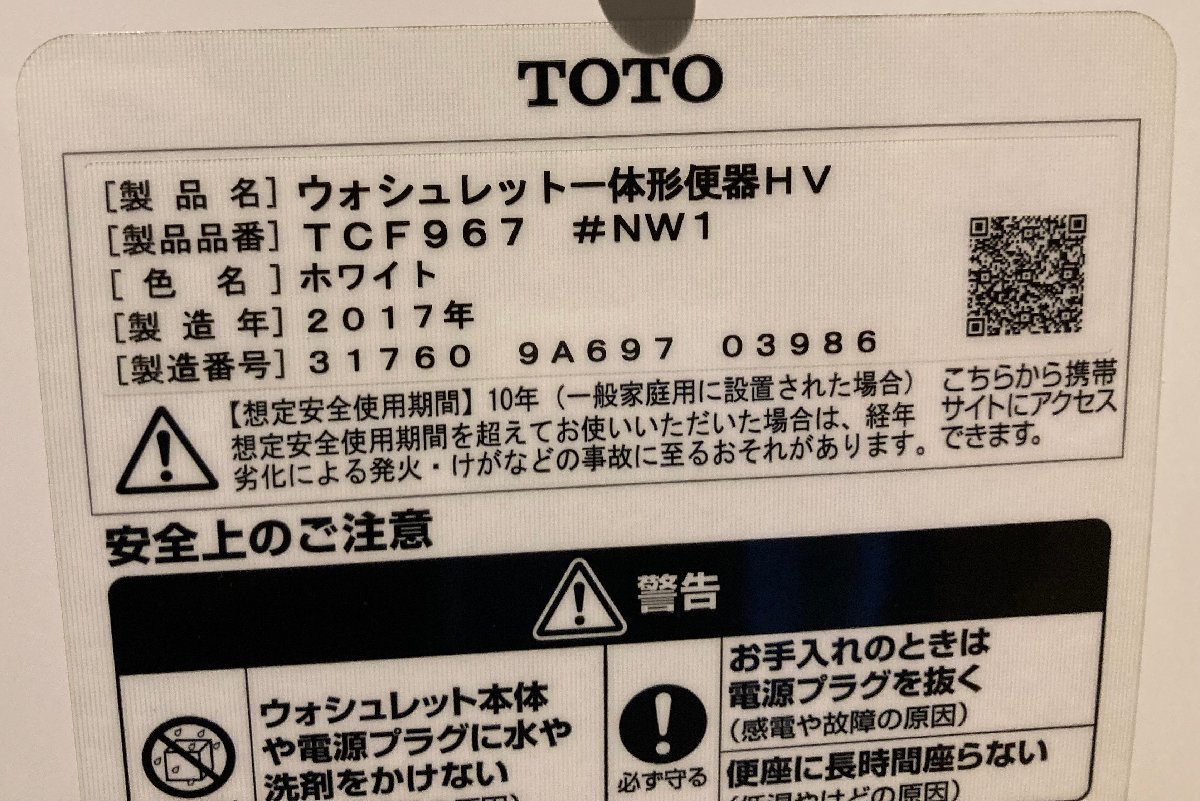 TOTO
[製品名] ウォシュレット一体形便器HV
[製品品番] TCF967 #NW1
[色名] ホワイト
[製造年] 2017年
[製造番号] 31760 9A697 03986
【想定安全使用期間】10年（一般家庭用に設置された場合）
想定安全使用期間を超えてお使いいただいた場合は、経年
劣化による発火・けがなどの事故に至るおそれがあります。
こちらから携帯
サイトにアクセス
できます。
安全上のご注意
警告
ウォシュレット本体
や電源プラグに水や
洗剤をかけない
必ず守る
お手入れのときは
電源プラグを抜く
（感電や故障の原因）
便座に長時間座らない
（低温やけどの原因）